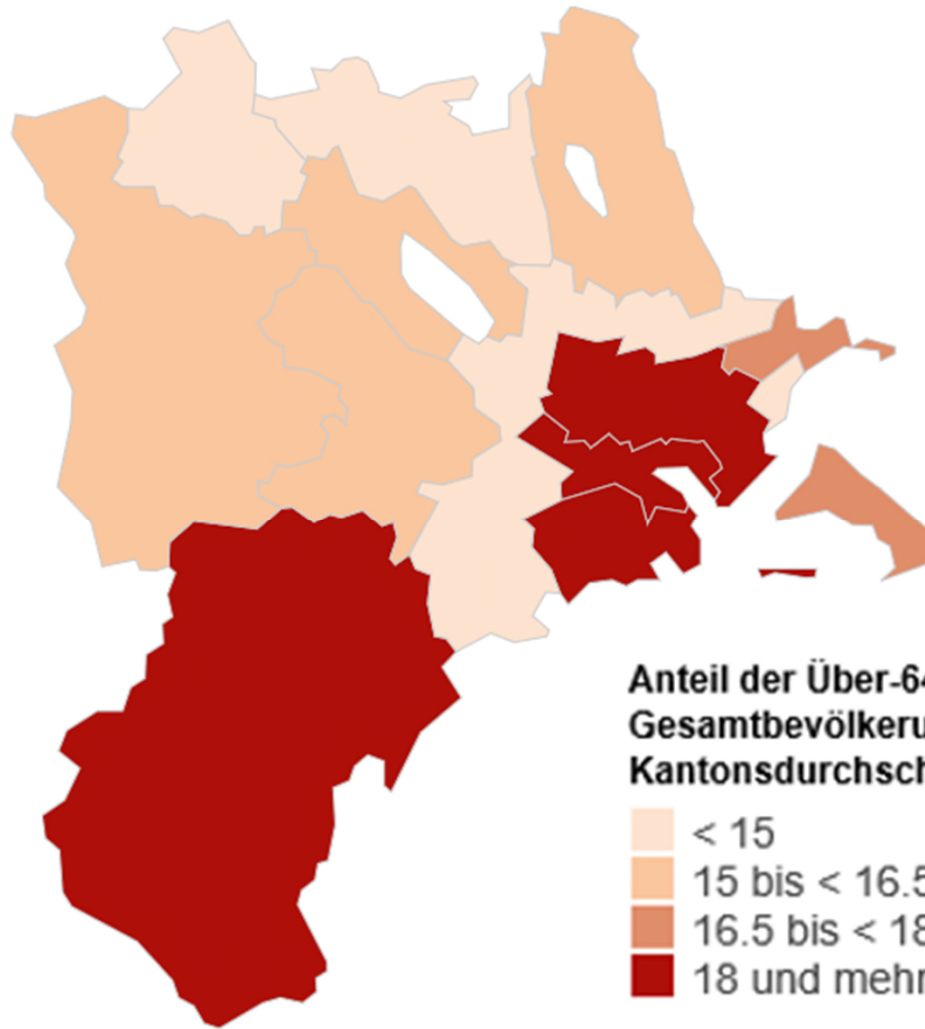 Anteil der Über-64
Gesamtbevölkeru
Kantonsdurchsch
< 15
15 bis < 16.5
16.5 bis < 18
18 und mehr